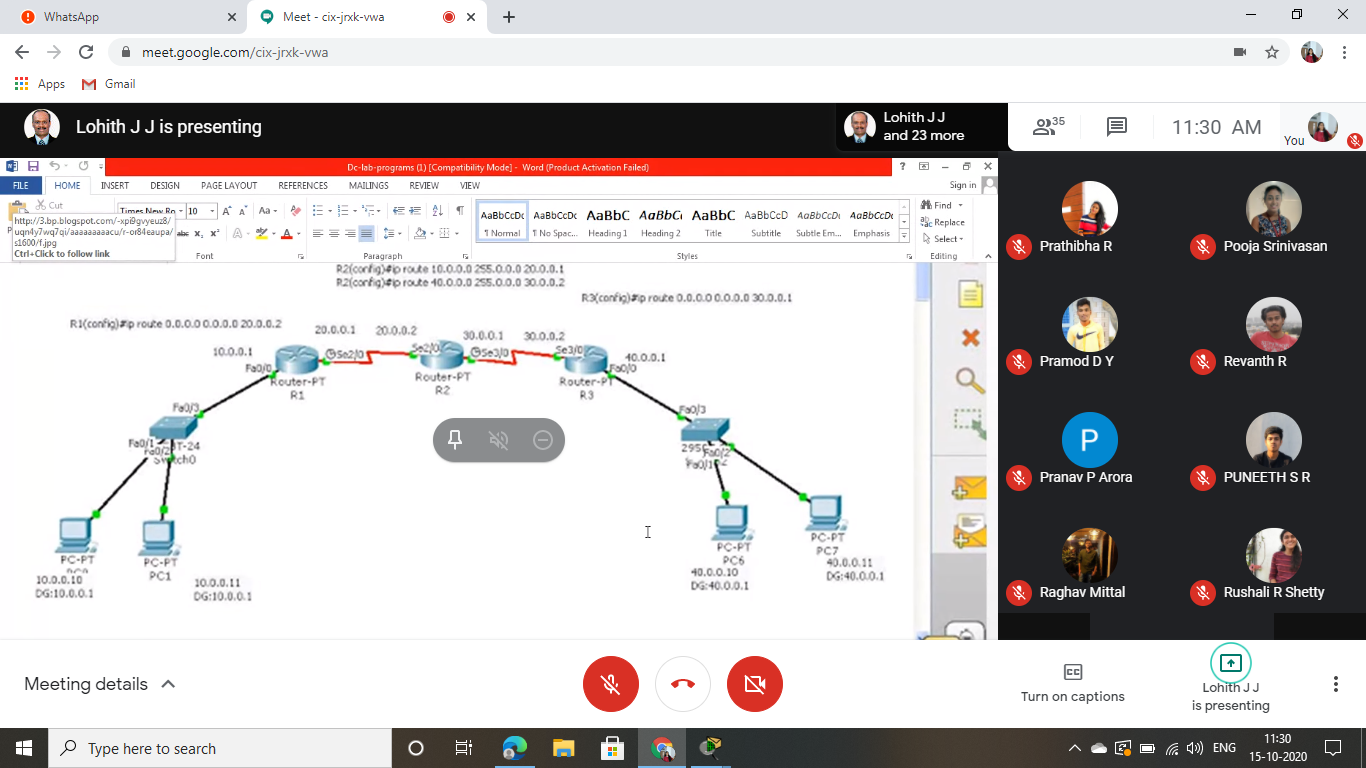 WhatsApp
Meet - cix-jrxk-vwa
meet.google.com/cix-jrxk-vwa
Apps
Gmail
Lohith J J is presenting
Lohith J J
and 23 more
35
11:30 AM
You
Dc-lab-programs (1) [Compatibility Mode] - Word (Product Activation Failed)
FILE
HOME
INSERT
DESIGN
PAGE LAYOUT
REFERENCES
MAILINGS
REVIEW
VIEW
Sign in
Cut
Times New Ro
10
http://3.bp.blogspot.com/-xpi9gvyeuz8/
uqn4y7wq7qi/aaaaaaaaacu/r-or84eaupa/
s1600/f.jpg
Ctrl+Click to follow link
Font
Paragraph
AaBbCcDc
AaBbCcDc
AaBbC
AaBbCc
AaBbC
AaBbCcD
AaBbCcDc
AaBbCcDc
¶ Normal
¶ No Spac...
Heading 1
Heading 2
Title
Subtitle
Subtle Em...
Emphasis
Styles
Find
Replace
Select
Editing
R2(config)#ip route 10.0.0.0 255.0.0.0 20.0.0.1
R2(config)#ip route 40.0.0.0 255.0.0.0 30.0.0.2
R3(config)#ip route 0.0.0.0 0.0.0.0 30.0.0.1
R1(config)#ip route 0.0.0.0 0.0.0.0 20.0.0.2
20.0.0.1
20.0.0.2
30.0.0.1
30.0.0.2
10.0.0.1
Se2/0
Se2/0
Se3/0
Se3/0
40.0.0.1
Fa0/0
Fa0/0
Router-PT
R1
Router-PT
R2
Router-PT
R3
Fa0/3
Fa0/1
Fa0/2
T-24
Switch0
Fa0/3
295
Fa0/2
Fa0/1
PC-PT
PC-PT
PC1
PC-PT
PC6
PC-PT
PC7
10.0.0.10
DG:10.0.0.1
10.0.0.11
DG:10.0.0.1
40.0.0.10
DG:40.0.0.1
40.0.0.11
DG:40.0.0.1
Prathibha R
Pooja Srinivasan
Pramod D Y
Revanth R
P
Pranav P Arora
PUNEETH S R
Raghav Mittal
Rushali R Shetty
Meeting details
Turn on captions
Lohith J J
is presenting
Type here to search
ENG
11:30
15-10-2020